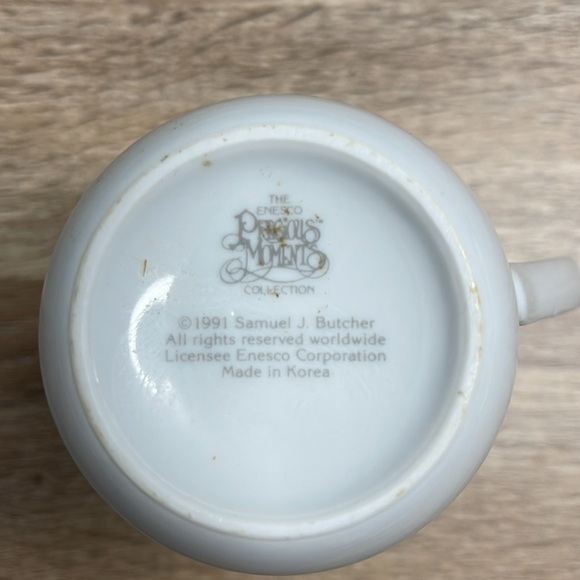 THE
ENESCO
PRECIOUS
MOMENTS
COLLECTION
©1991 Samuel J. Butcher
All rights reserved worldwide
Licensee Enesco Corporation
Made in Korea